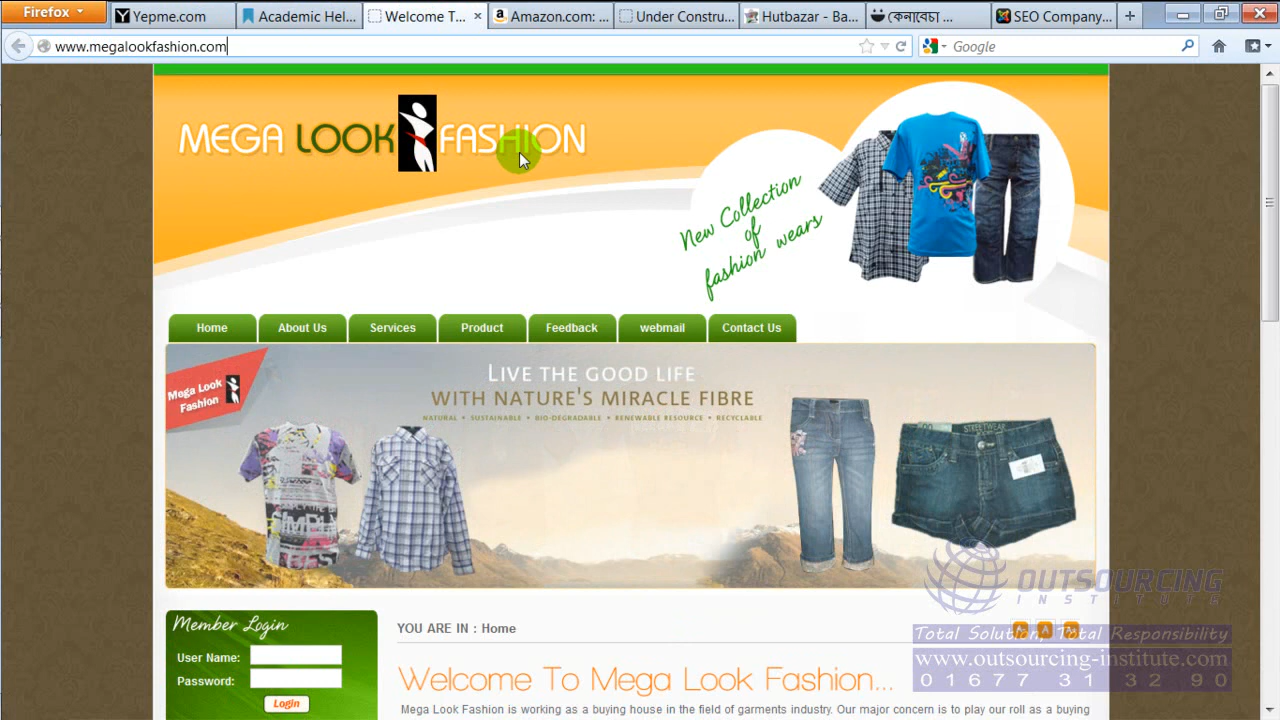 Firefox
Yepme.com
Academic Hel...
Welcome T...
Amazon.com: ...
Under Constru...
Hutbazar - Ba...
কেনাবেচা ...
SEO Company...
www.megalookfashion.com
Google
MEGA LOOK FASHION
New Collection
of
fashion wears
Home
About Us
Services
Product
Feedback
webmail
Contact Us
Mega Look
Fashion
LIVE THE GOOD LIFE
WITH NATURE'S MIRACLE FIBRE
NATURAL • SUSTAINABLE • BIO-DEGRADABLE • RENEWABLE RESOURCE • RECYCLABLE
STREETWEAR
OUTSOURCING
INSTITUTE
Member Login
YOU ARE IN : Home
Total Solution, Total Responsibility
User Name:
www.outsourcing-institute.com
Password:
01677 31 32 90
Welcome To Mega Look Fashion...
Login
Mega Look Fashion is working as a buying house in the field of garments industry. Our major concern is to play our roll as a buying